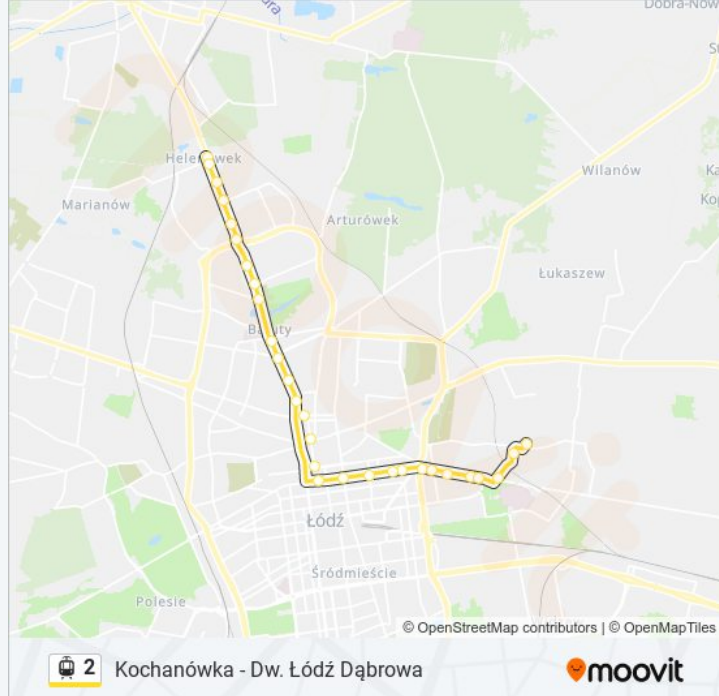 Dobra-Now
Helenówek
Wilanów
Marianów
Arturówek
Łukaszew
Bałuty
Łódź
Śródmieście
Polesie
© OpenStreetMap contributors | © OpenMapTiles
2 Kochanówka - Dw. Łódź Dąbrowa
moovit